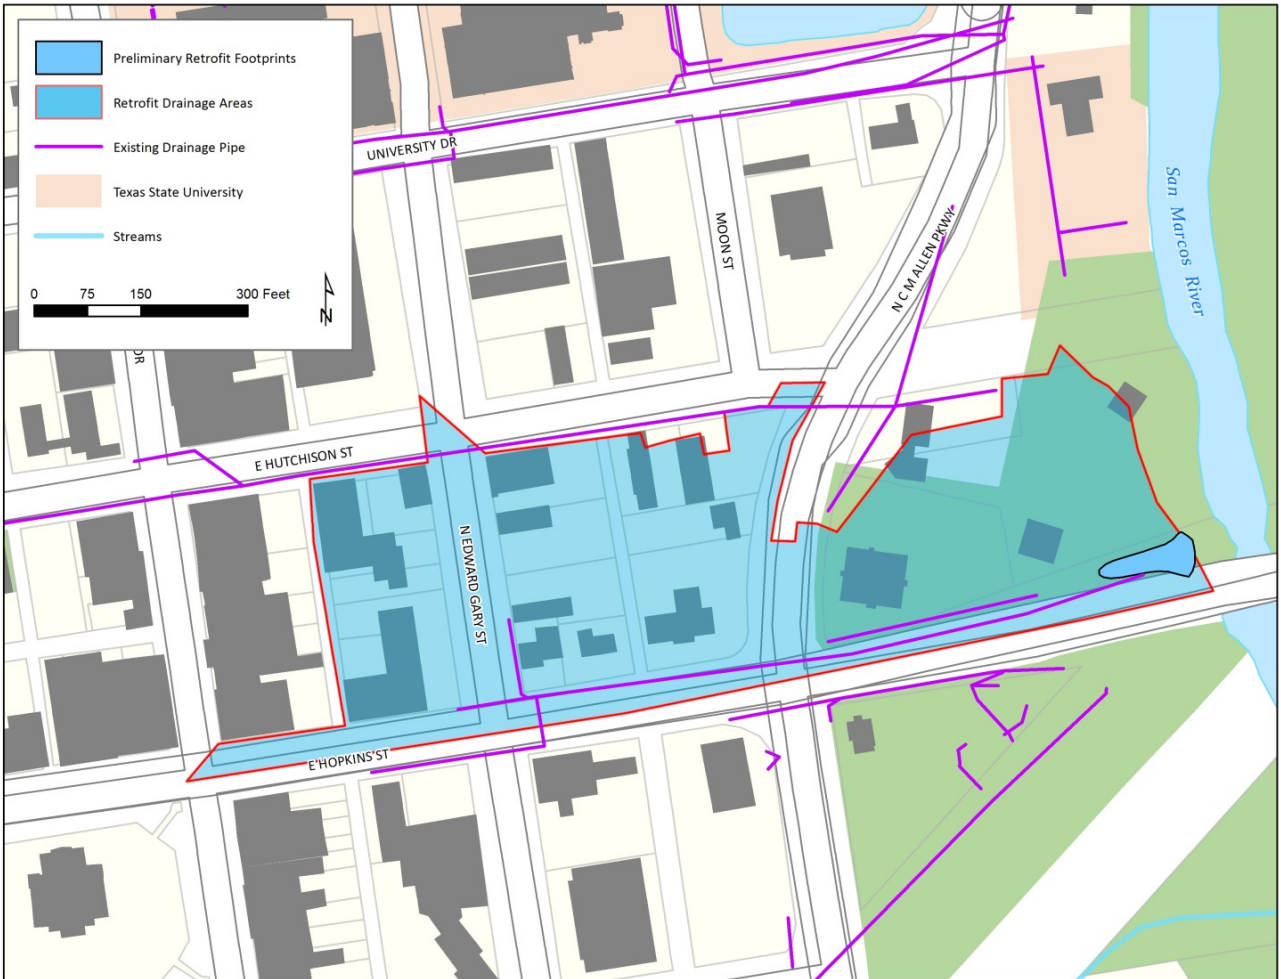 Preliminary Retrofit Footprints
Retrofit Drainage Areas
Existing Drainage Pipe
Texas State University
Streams
0 75 150 300 Feet
N
UNIVERSITY DR
MOON ST
N C M ALLEN PKWY
San Marcos River
DR
E HUTCHISON ST
N EDWARD GARY ST
E HOPKINS ST